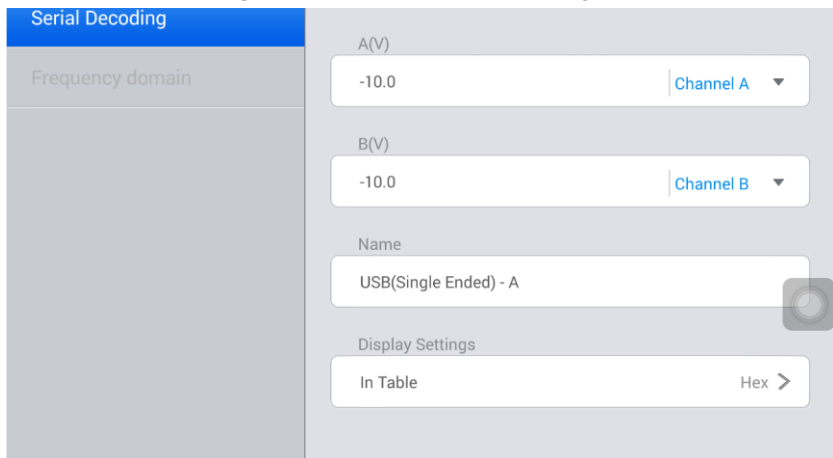 Serial Decoding
Frequency domain
A(V)
-10.0 Channel A
B(V)
-10.0 Channel B
Name
USB(Single Ended) - A
Display Settings
In Table Hex